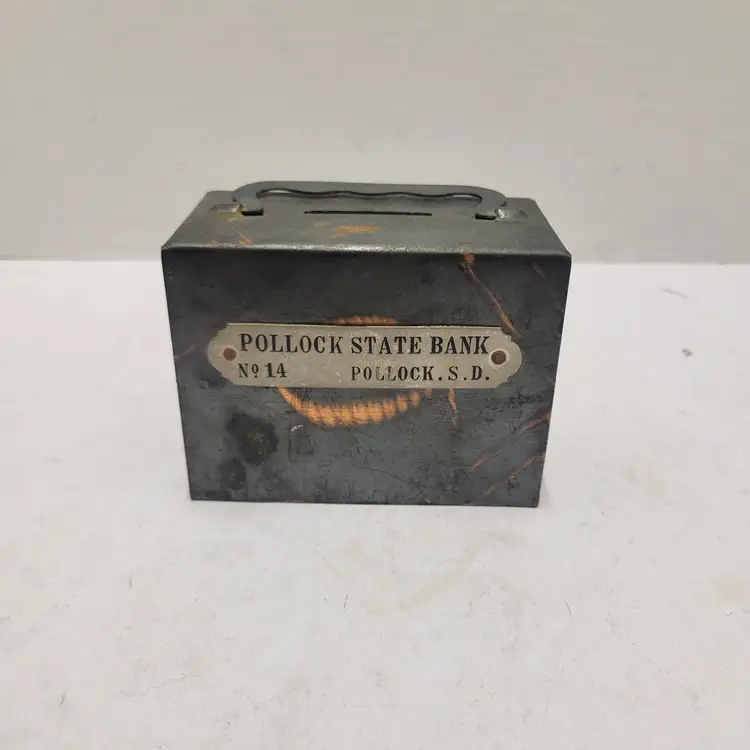 POLLOCK STATE BANK
Nº 14 POLLOCK. S. D.